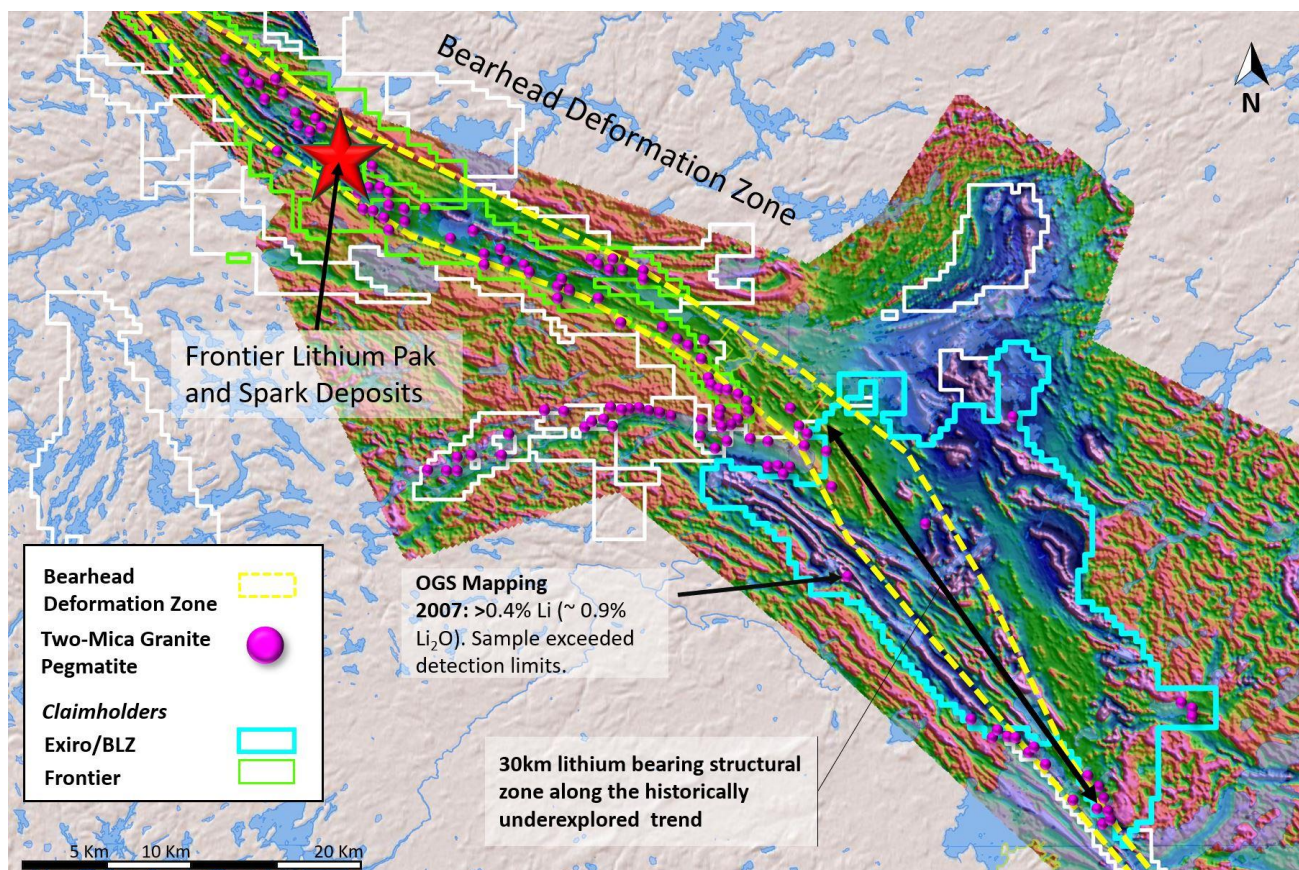 Bearhead Deformation Zone
N
Frontier Lithium Pak
and Spark Deposits
OGS Mapping
2007: >0.4% Li (~ 0.9%
Li₂O). Sample exceeded
detection limits.
30km lithium bearing structural
zone along the historically
underexplored trend
Bearhead
Deformation Zone
Two-Mica Granite
Pegmatite
Claimholders
Exiro/BLZ
Frontier
5 Km 10 Km 20 Km